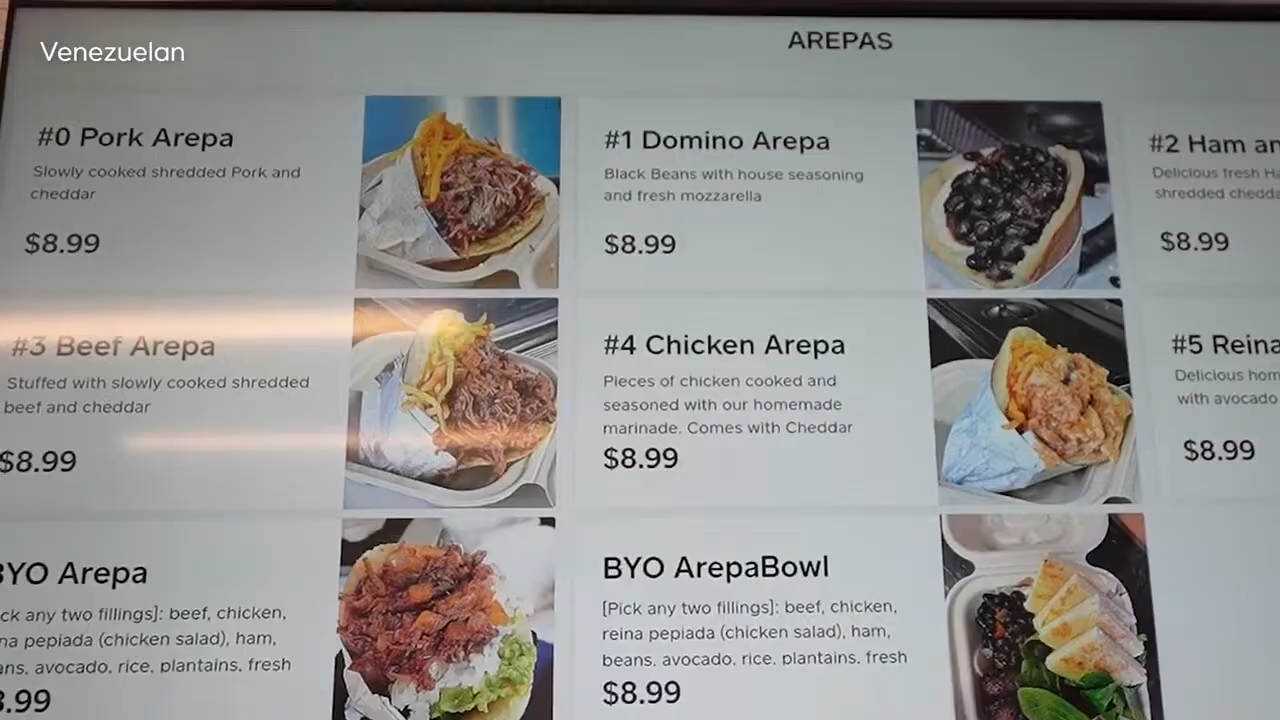 Venezuelan
AREPAS
#0 Pork Arepa
Slowly cooked shredded Pork and
cheddar
$8.99
#1 Domino Arepa
Black Beans with house seasoning
and fresh mozzarella
$8.99
#2 Ham
Delicious fresh
shredded
$8.99
#3 Beef Arepa
Stuffed with slowly cooked shredded
beef and cheddar
$8.99
#4 Chicken Arepa
Pieces of chicken cooked and
seasoned with our homemade
marinade. Comes with Cheddar
$8.99
#5 Reina
Delicious
with avocado
$8.99
BYO Arepa
any two fillings]: beef, chicken,
pepiada (chicken salad), ham,
avocado, rice, plantains, fresh
.99
BYO ArepaBowl
[Pick any two fillings]: beef, chicken,
reina pepiada (chicken salad), ham,
beans, avocado, rice, plantains, fresh
$8.99